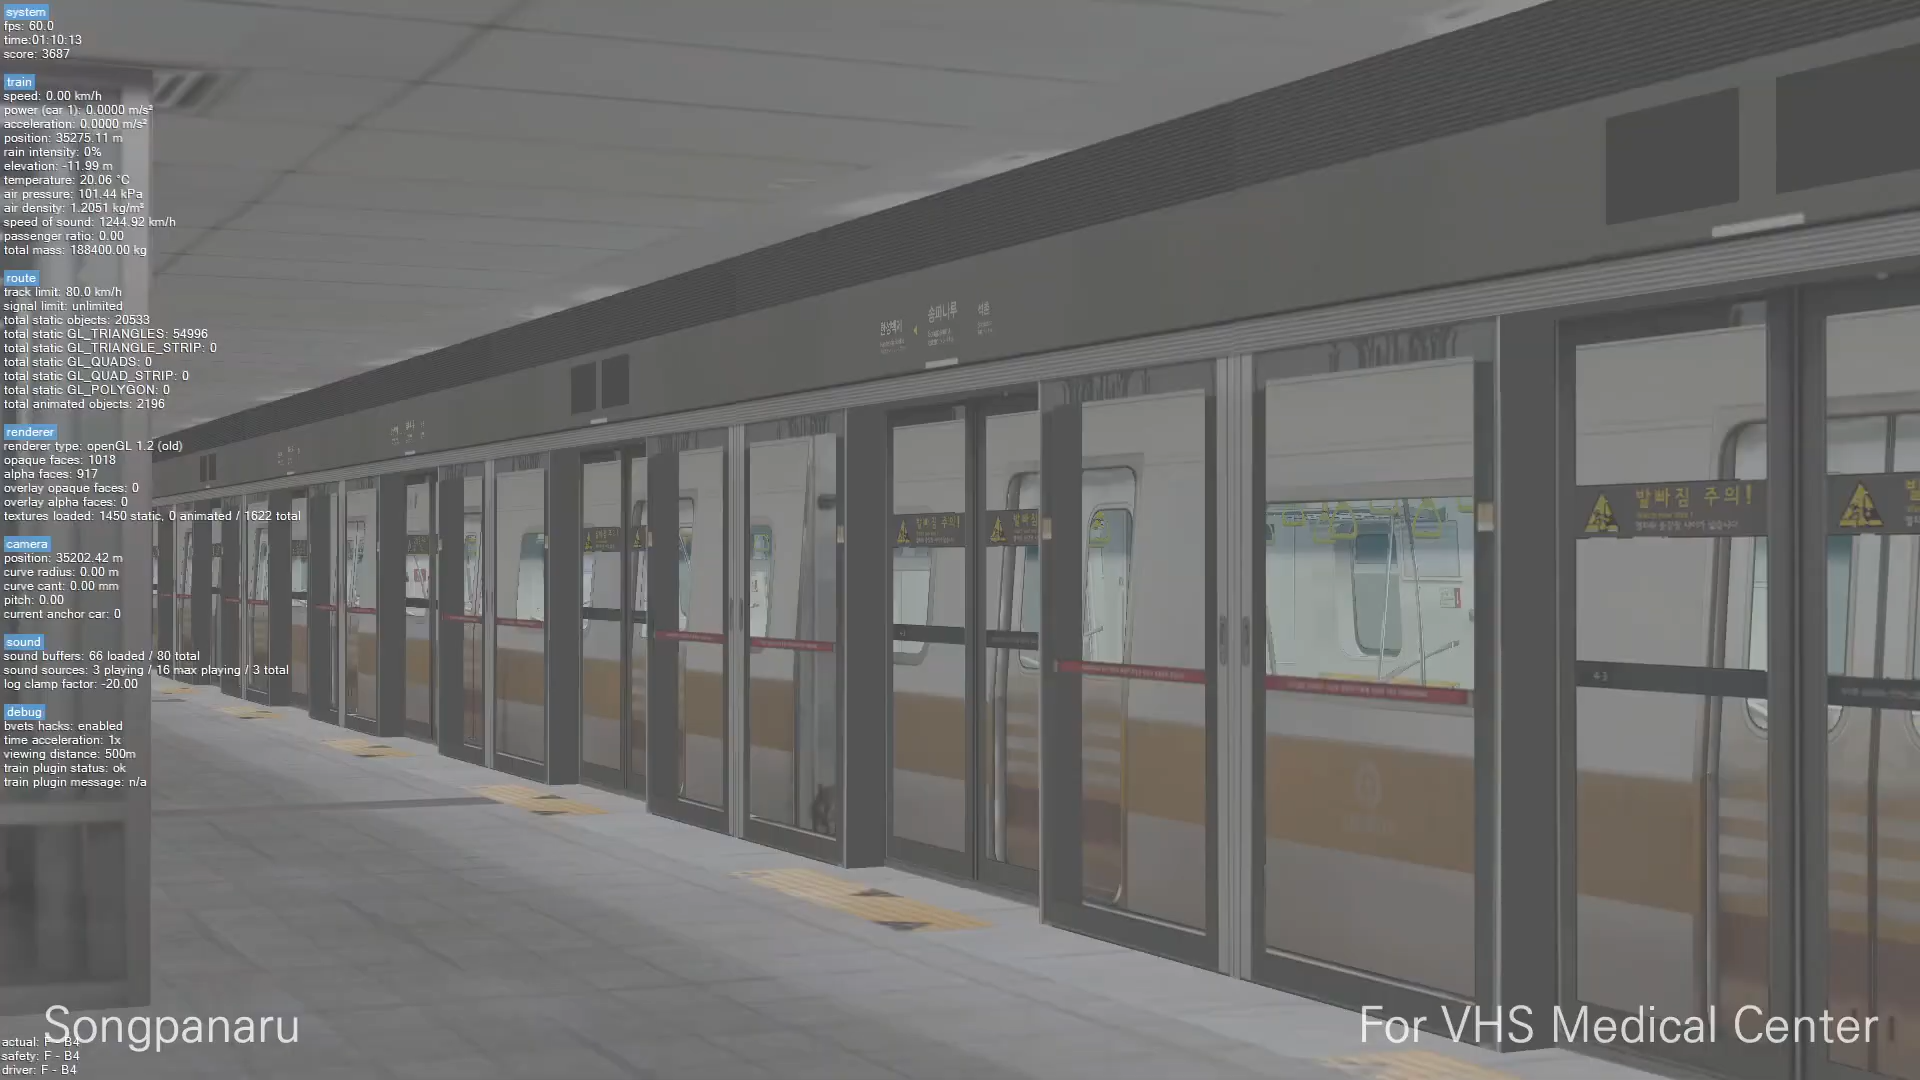 system
fps: 60.0
time:01:10:13
score: 3687
train
speed: 0.00 km/h
power (car 1): 0.0000 m/s²
acceleration: 0.0000 m/s²
position: 35275.11 m
rain intensity: 0%
elevation: -11.99 m
temperature: 20.06 °C
air pressure: 101.44 kPa
air density: 1.2051 kg/m³
speed of sound: 1244.92 km/h
passenger ratio: 0.00
total mass: 188400.00 kg
route
track limit: 80.0 km/h
signal limit: unlimited
total static objects: 20533
total static GL_TRIANGLES: 54996
total static GL_TRIANGLE_STRIP: 0
total static GL_QUADS: 0
total static GL_QUAD_STRIP: 0
total static GL_POLYGON: 0
total animated objects: 2196
renderer
renderer type: openGL 1.2 (old)
opaque faces: 1018
alpha faces: 917
overlay opaque faces: 0
overlay alpha faces: 0
textures loaded: 1450 static, 0 animated / 1622 total
camera
position: 35202.42 m
curve radius: 0.00 m
curve cant: 0.00 mm
pitch: 0.00
current anchor car: 0
sound
sound buffers: 66 loaded / 80 total
sound sources: 3 playing / 16 max playing / 3 total
log clamp factor: -20.00
debug
bvets hacks: enabled
time acceleration: 1x
viewing distance: 500m
train plugin status: ok
train plugin message: n/a
한성백제 송파나루 석촌
발빠짐 주의!
발빠짐 주의!
발빠짐
4-3
Songpanaru
For VHS Medical Center
actual: F - B4
safety: F - B4
driver: F - B4